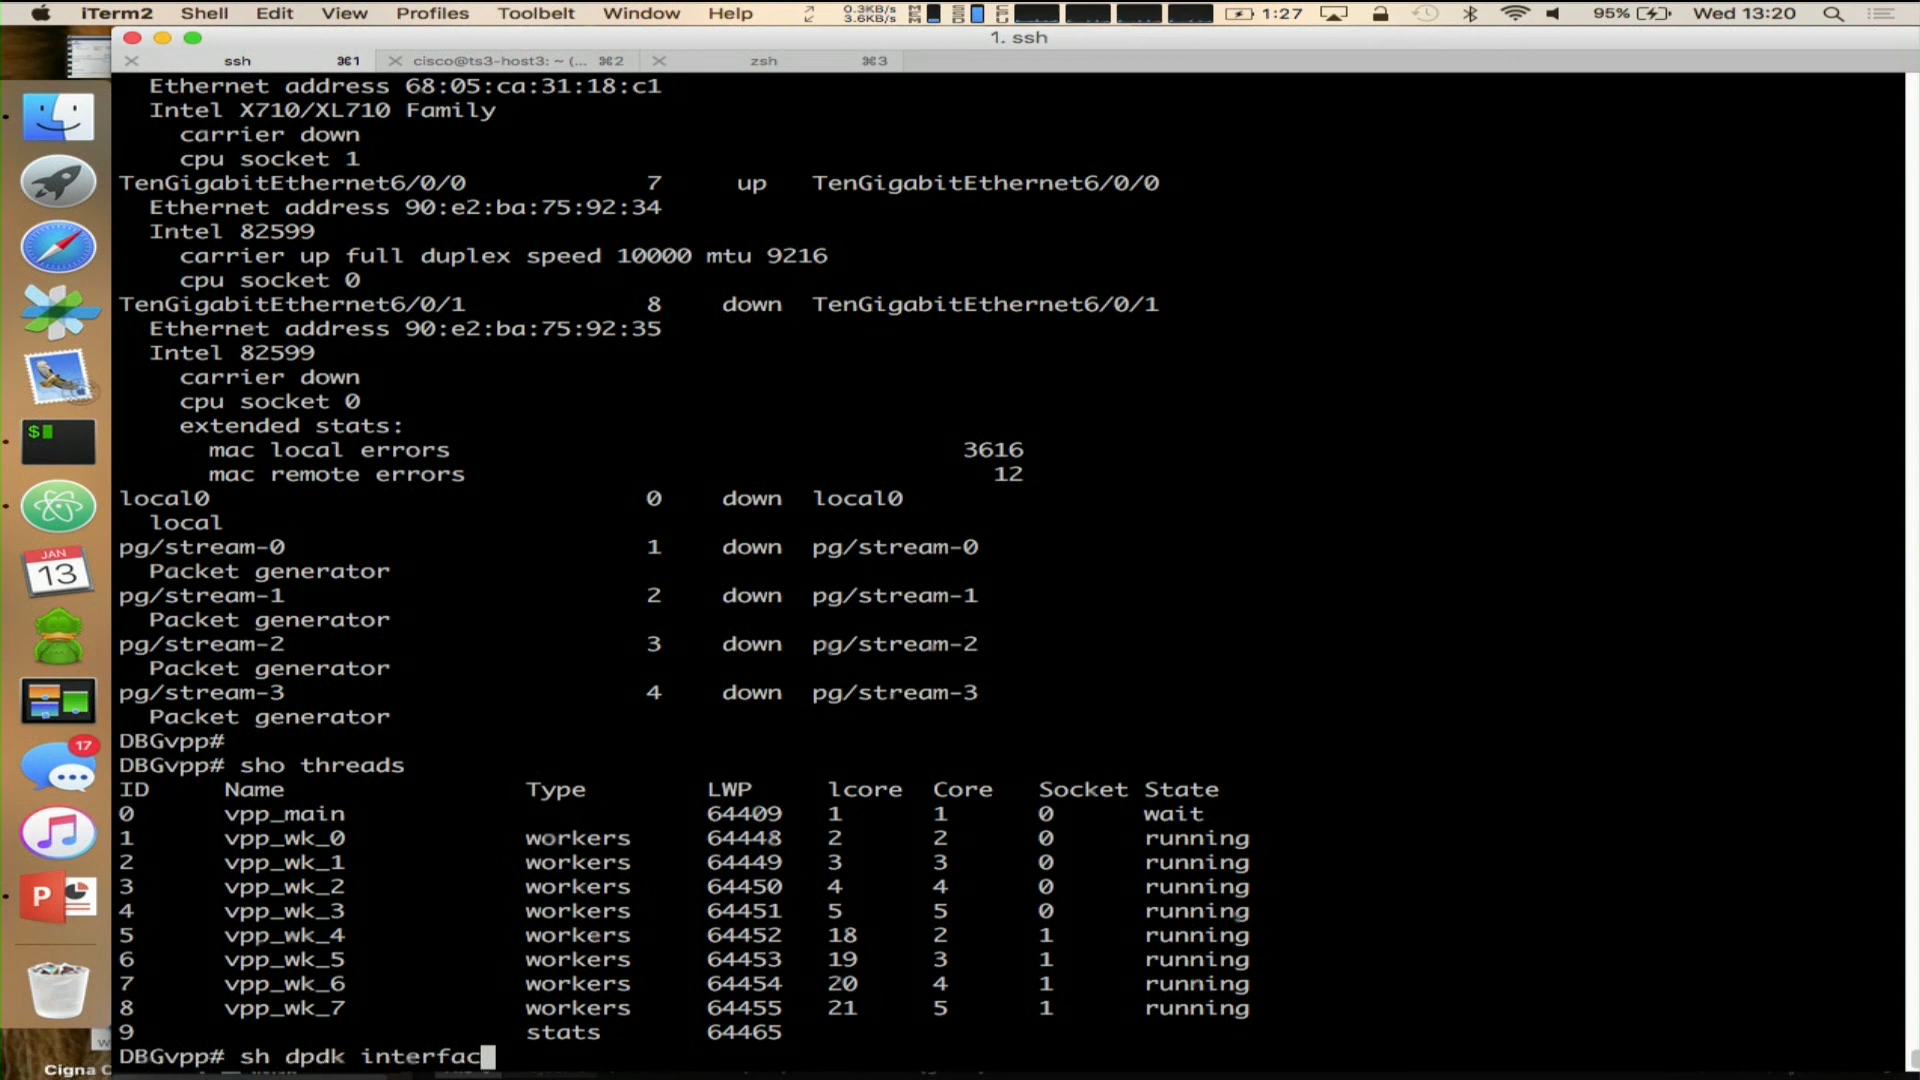 iTerm2 Shell Edit View Profiles Toolbelt Window Help 0.3KB/s 3.6KB/s 1:27 95% Wed 13:20
1. ssh
ssh ⌘1 cisco@ts3-host3: ~ (... ⌘2 zsh ⌘3
Ethernet address 68:05:ca:31:18:c1
Intel X710/XL710 Family
carrier down
cpu socket 1
TenGigabitEthernet6/0/0 7 up TenGigabitEthernet6/0/0
Ethernet address 90:e2:ba:75:92:34
Intel 82599
carrier up full duplex speed 10000 mtu 9216
cpu socket 0
TenGigabitEthernet6/0/1 8 down TenGigabitEthernet6/0/1
Ethernet address 90:e2:ba:75:92:35
Intel 82599
carrier down
cpu socket 0
extended stats:
mac local errors 3616
mac remote errors 12
local0 0 down local0
local
pg/stream-0 1 down pg/stream-0
Packet generator
pg/stream-1 2 down pg/stream-1
Packet generator
pg/stream-2 3 down pg/stream-2
Packet generator
pg/stream-3 4 down pg/stream-3
Packet generator
DBGvpp#
DBGvpp# sho threads
ID Name Type LWP lcore Core Socket State
0 vpp_main 64409 1 1 0 wait
1 vpp_wk_0 workers 64448 2 2 0 running
2 vpp_wk_1 workers 64449 3 3 0 running
3 vpp_wk_2 workers 64450 4 4 0 running
4 vpp_wk_3 workers 64451 5 5 0 running
5 vpp_wk_4 workers 64452 18 2 1 running
6 vpp_wk_5 workers 64453 19 3 1 running
7 vpp_wk_6 workers 64454 20 4 1 running
8 vpp_wk_7 workers 64455 21 5 1 running
9 stats 64465
DBGvpp# sh dpdk interfac
$
JAN
13
17
P
Cigna